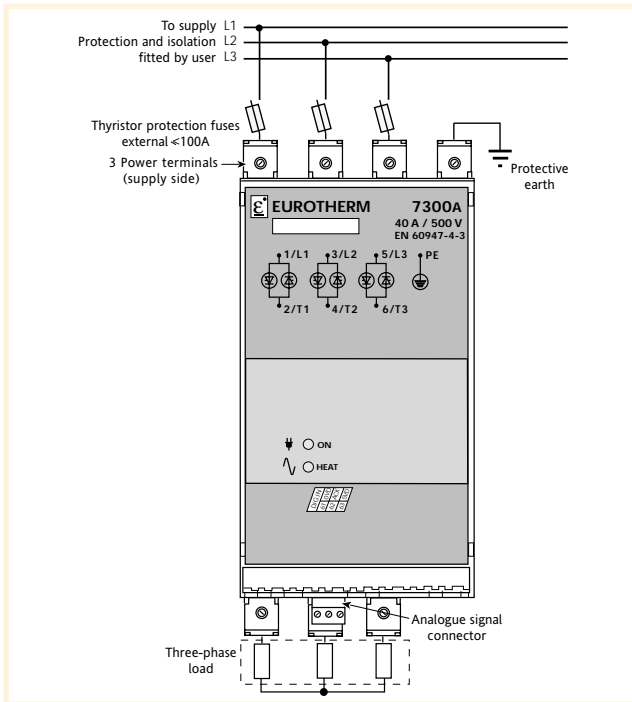 To supply L1
Protection and isolation L2
fitted by user L3
Thyristor protection fuses
external ≤100A
3 Power terminals
(supply side)
Protective
earth
EUROTHERM 7300A
40 A / 500 V
EN 60947-4-3
1/L1 3/L2 5/L3 PE
2/T1 4/T2 6/T3
ON
HEAT
Analogue signal
connector
Three-phase
load